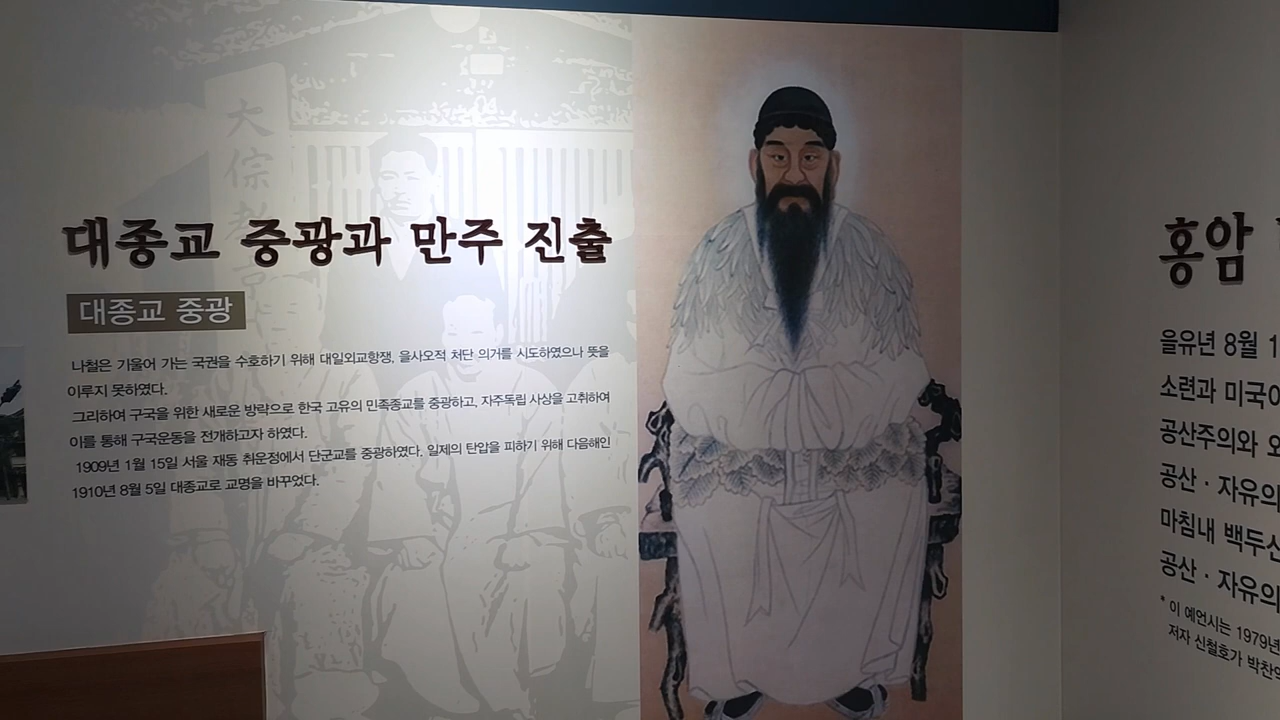 大倧教
대종교 중광과 만주 진출
대종교 중광
나철은 기울어 가는 국권을 수호하기 위해 대일외교항쟁, 을사오적 처단 의거를 시도하였으나 뜻을
이루지 못하였다.
그리하여 구국을 위한 새로운 방략으로 한국 고유의 민족종교를 중광하고, 자주독립 사상을 고취하여
이를 통해 구국운동을 전개하고자 하였다.
1909년 1월 15일 서울 재동 취운정에서 단군교를 중광하였다. 일제의 탄압을 피하기 위해 다음해인
1910년 8월 5일 대종교로 교명을 바꾸었다.
홍암
을유년 8월 1
소련과 미국이
공산주의와
공산 · 자유의
마침내 백두산
공산 · 자유의
* 이 예언시는 1979년
저자 신철호가 박찬익